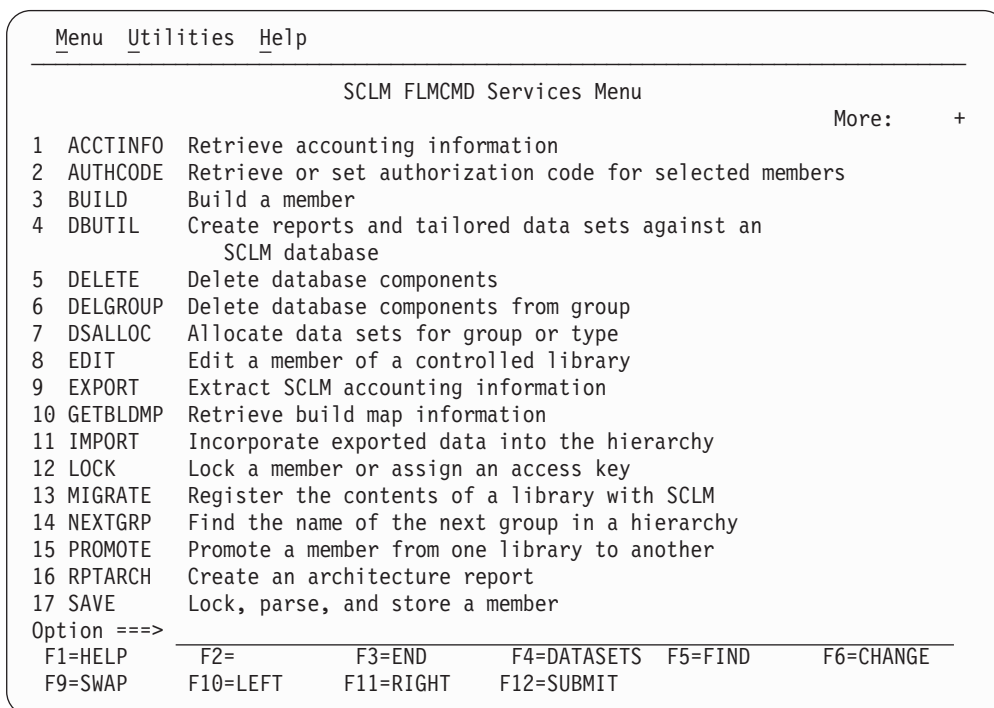 Menu Utilities Help
SCLM FLMCMD Services Menu
More: +
1 ACCTINFO Retrieve accounting information
2 AUTHCODE Retrieve or set authorization code for selected members
3 BUILD Build a member
4 DBUTIL Create reports and tailored data sets against an
SCLM database
5 DELETE Delete database components
6 DELGROUP Delete database components from group
7 DSALLOC Allocate data sets for group or type
8 EDIT Edit a member of a controlled library
9 EXPORT Extract SCLM accounting information
10 GETBLDMP Retrieve build map information
11 IMPORT Incorporate exported data into the hierarchy
12 LOCK Lock a member or assign an access key
13 MIGRATE Register the contents of a library with SCLM
14 NEXTGRP Find the name of the next group in a hierarchy
15 PROMOTE Promote a member from one library to another
16 RPTARCH Create an architecture report
17 SAVE Lock, parse, and store a member
Option ===>
F1=HELP F2= F3=END F4=DATASETS F5=FIND F6=CHANGE
F9=SWAP F10=LEFT F11=RIGHT F12=SUBMIT